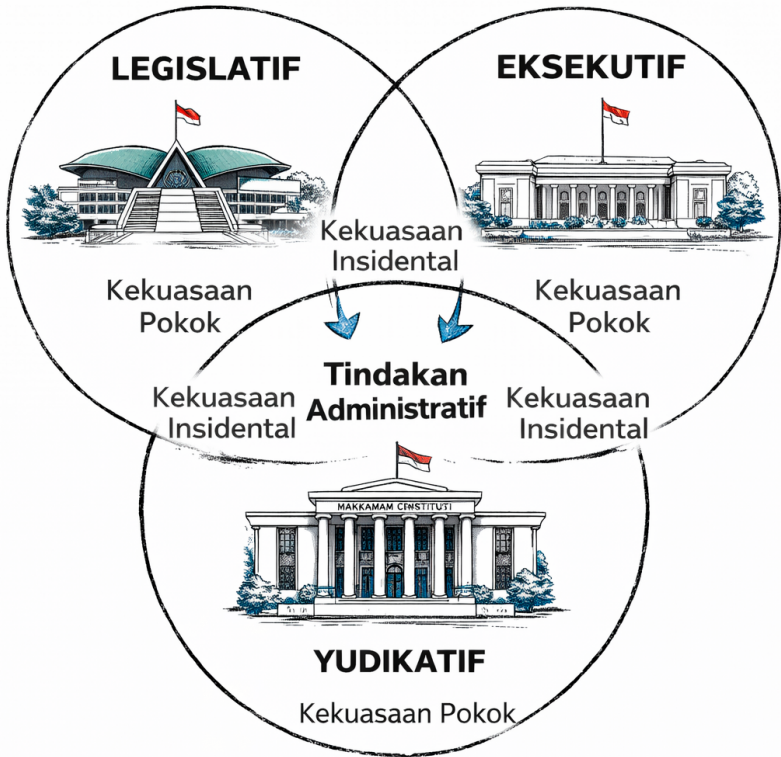 LEGISLATIF
EKSEKUTIF
Kekuasaan
Insidental
Kekuasaan
Pokok
Kekuasaan
Pokok
Tindakan
Administratif
Kekuasaan
Insidental
Kekuasaan
Insidental
MAKKAMAM CENSTITUTI
YUDIKATIF
Kekuasaan Pokok